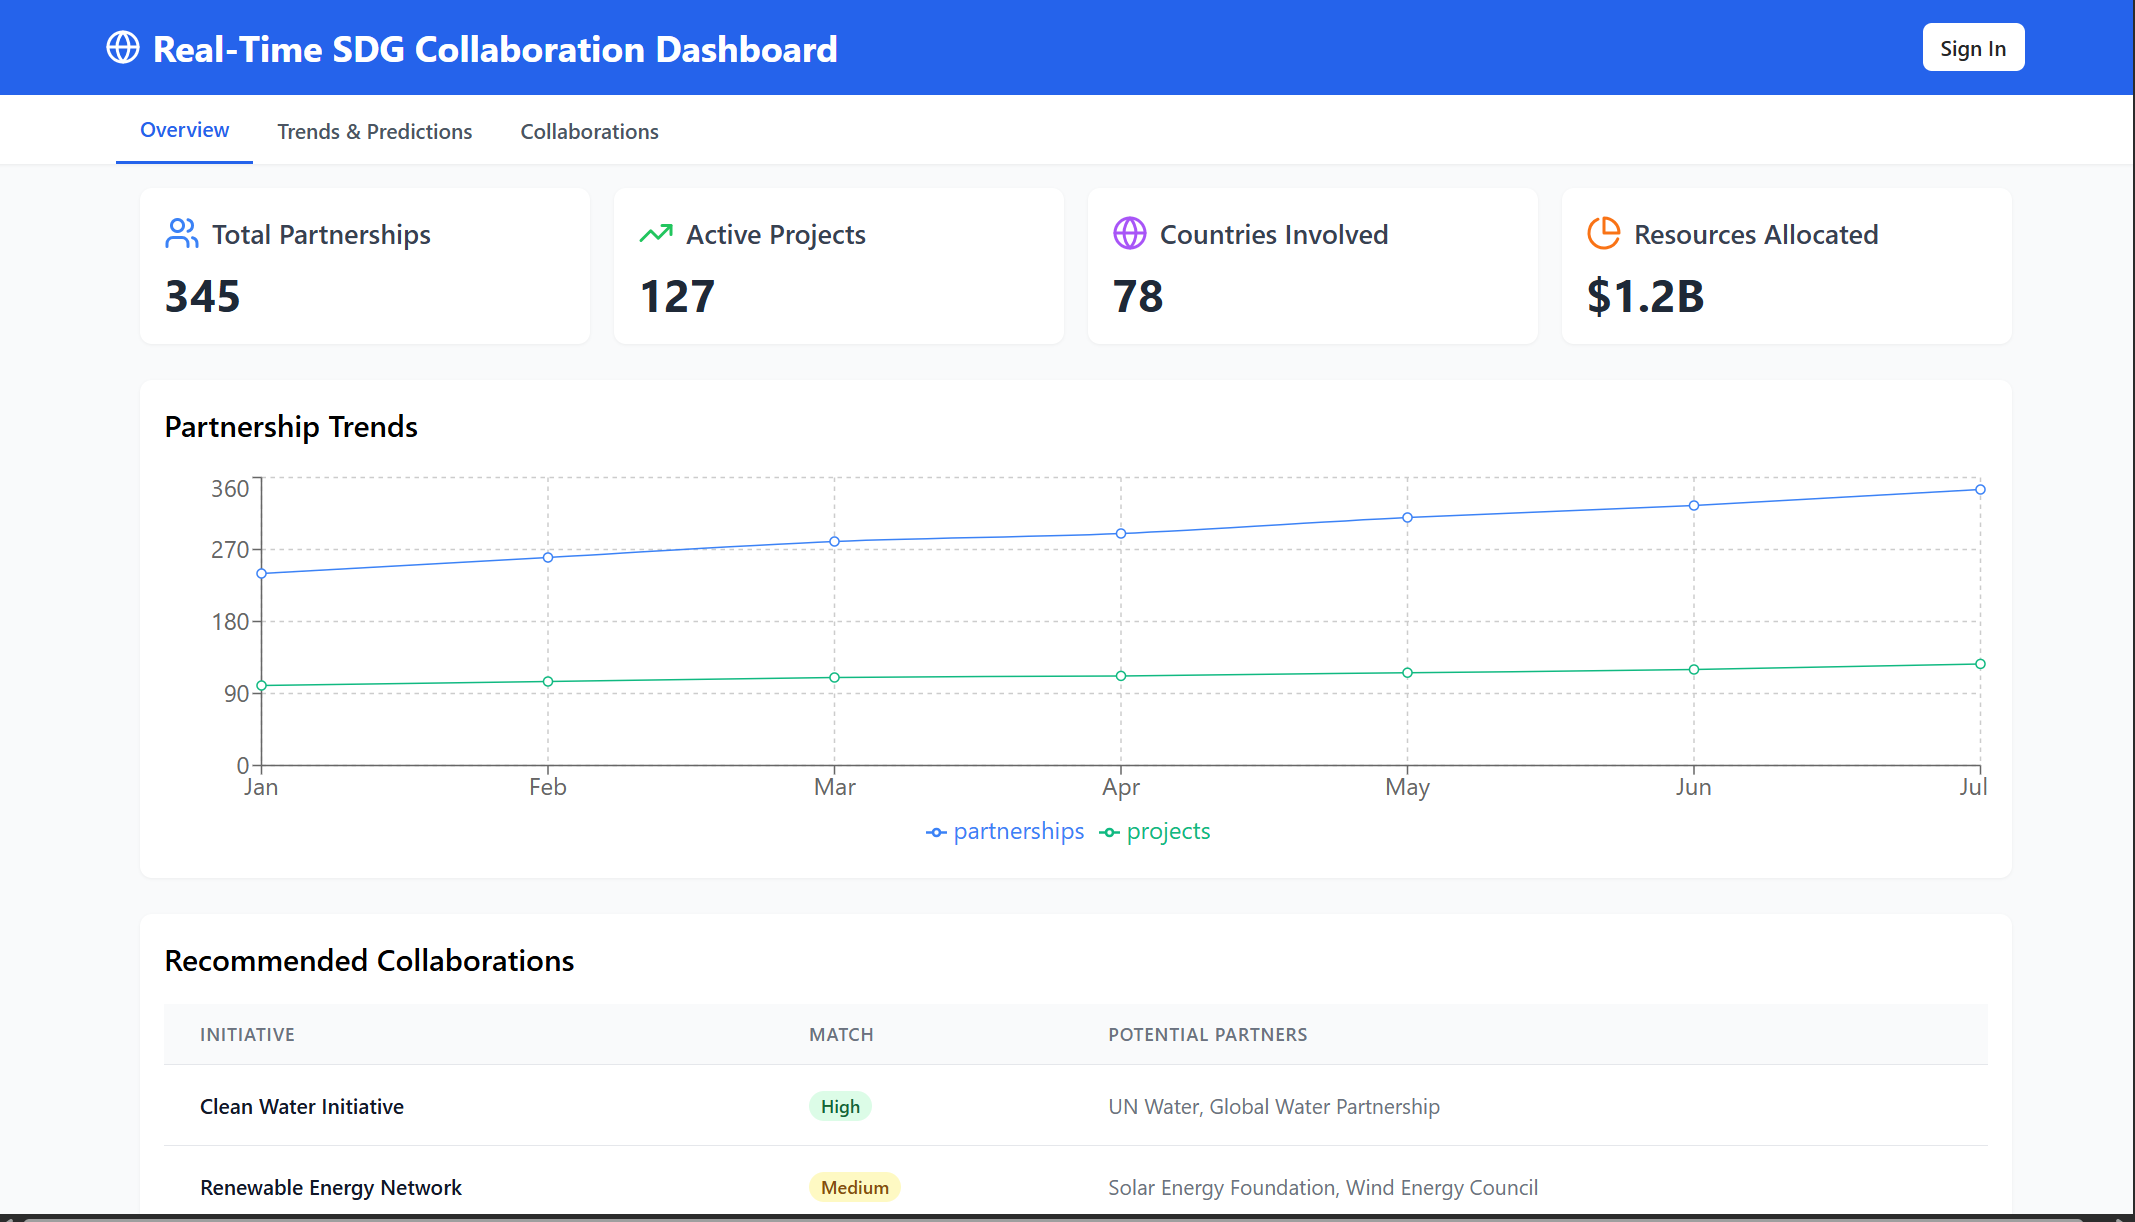 Real-Time SDG Collaboration Dashboard
Sign In
Overview
Trends & Predictions
Collaborations
Total Partnerships
345
Active Projects
127
Countries Involved
78
Resources Allocated
$1.2B
Partnership Trends
360
270
180
90
0
Jan Feb Mar Apr May Jun Jul
partnerships projects
Recommended Collaborations
INITIATIVE MATCH POTENTIAL PARTNERS
Clean Water Initiative High UN Water, Global Water Partnership
Renewable Energy Network Medium Solar Energy Foundation, Wind Energy Council